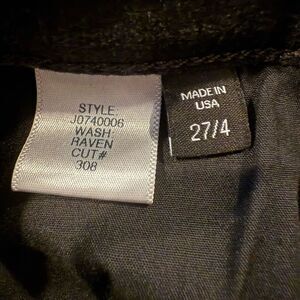 STYLE:
J0740006
WASH:
RAVEN
CUT#
308
MADE IN
USA
27/4